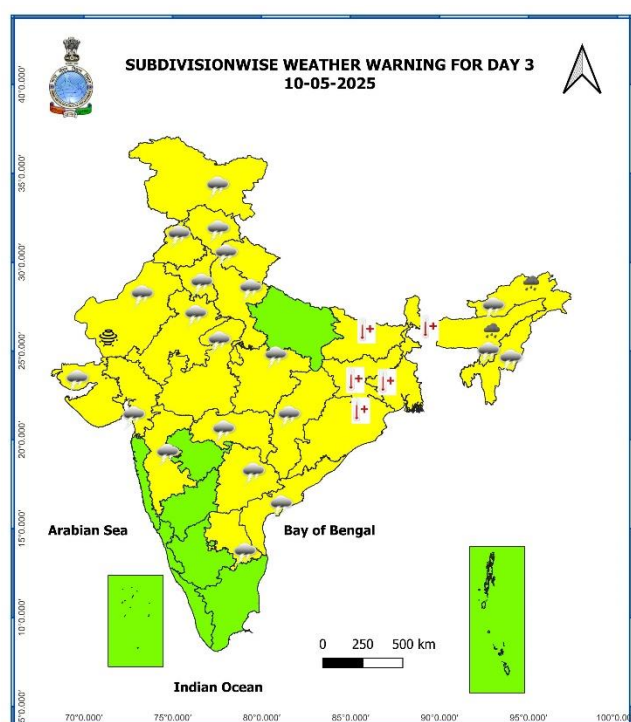 SUBDIVISIONWISE WEATHER WARNING FOR DAY 3
10-05-2025
40°0.000'
35°0.000'
30°0.000'
25°0.000'
20°0.000'
15°0.000'
10°0.000'
5°0.000'
Arabian Sea
Bay of Bengal
0 250 500 km
Indian Ocean
70°0.000' 75°0.000' 80°0.000' 85°0.000' 90°0.000' 95°0.000' 100°0.000'